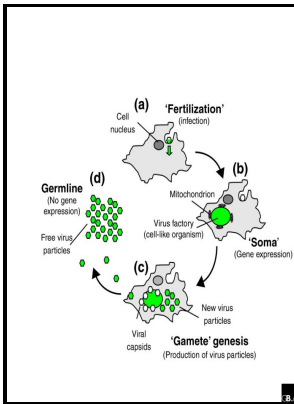 (a)
'Fertilization'
(infection)
Cell
nucleus
(b)
Mitochondrion
Virus factory
(cell-like organism)
'Soma'
(Gene expression)
(c)
New virus
particles
Viral
capsids
'Gamete' genesis
(Production of virus particles)
(d)
Germline
(No gene
expression)
Free virus
particles